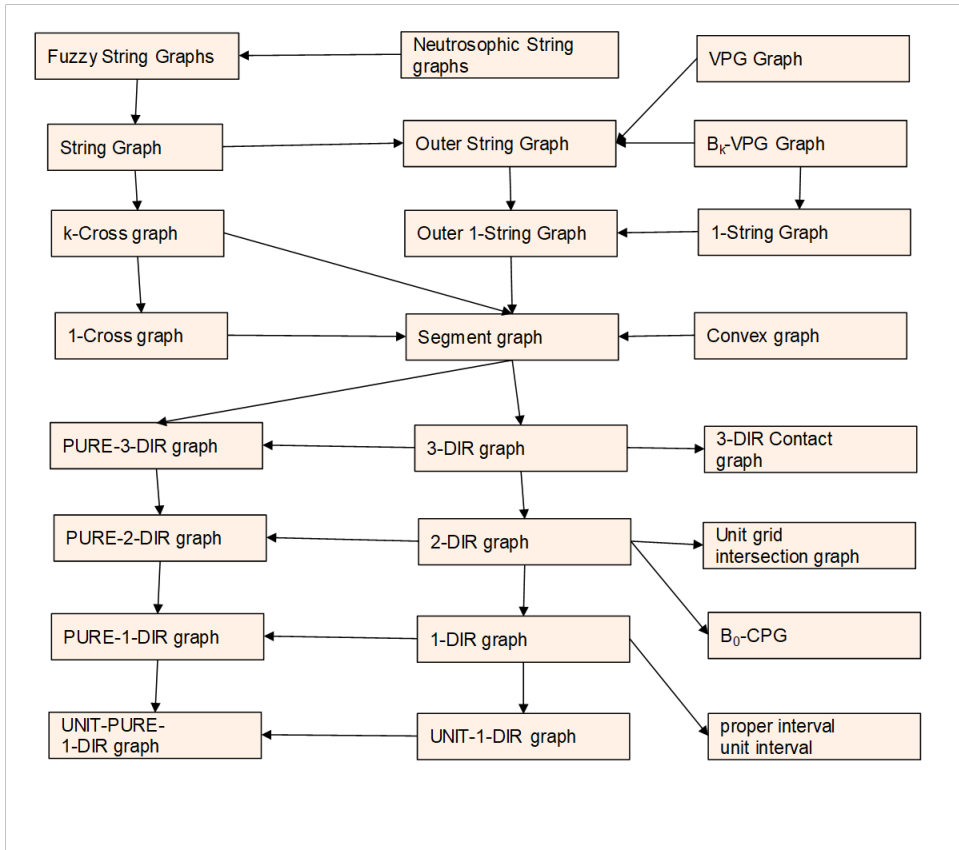 Fuzzy String Graphs
Neutrosophic String
graphs
VPG Graph
String Graph
Outer String Graph
Bₖ-VPG Graph
k-Cross graph
Outer 1-String Graph
1-String Graph
1-Cross graph
Segment graph
Convex graph
PURE-3-DIR graph
3-DIR graph
3-DIR Contact
graph
PURE-2-DIR graph
2-DIR graph
Unit grid
intersection graph
PURE-1-DIR graph
1-DIR graph
B₀-CPG
UNIT-PURE-
1-DIR graph
UNIT-1-DIR graph
proper interval
unit interval